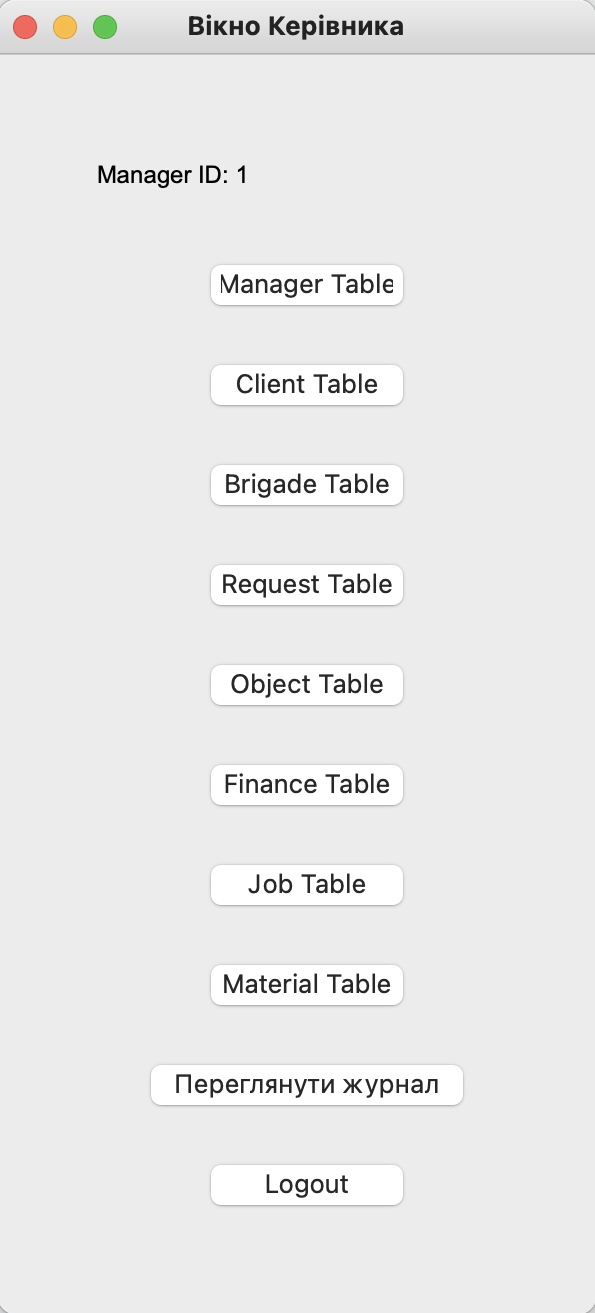 Вікно Керівника
Manager ID: 1
Manager Table
Client Table
Brigade Table
Request Table
Object Table
Finance Table
Job Table
Material Table
Переглянути журнал
Logout